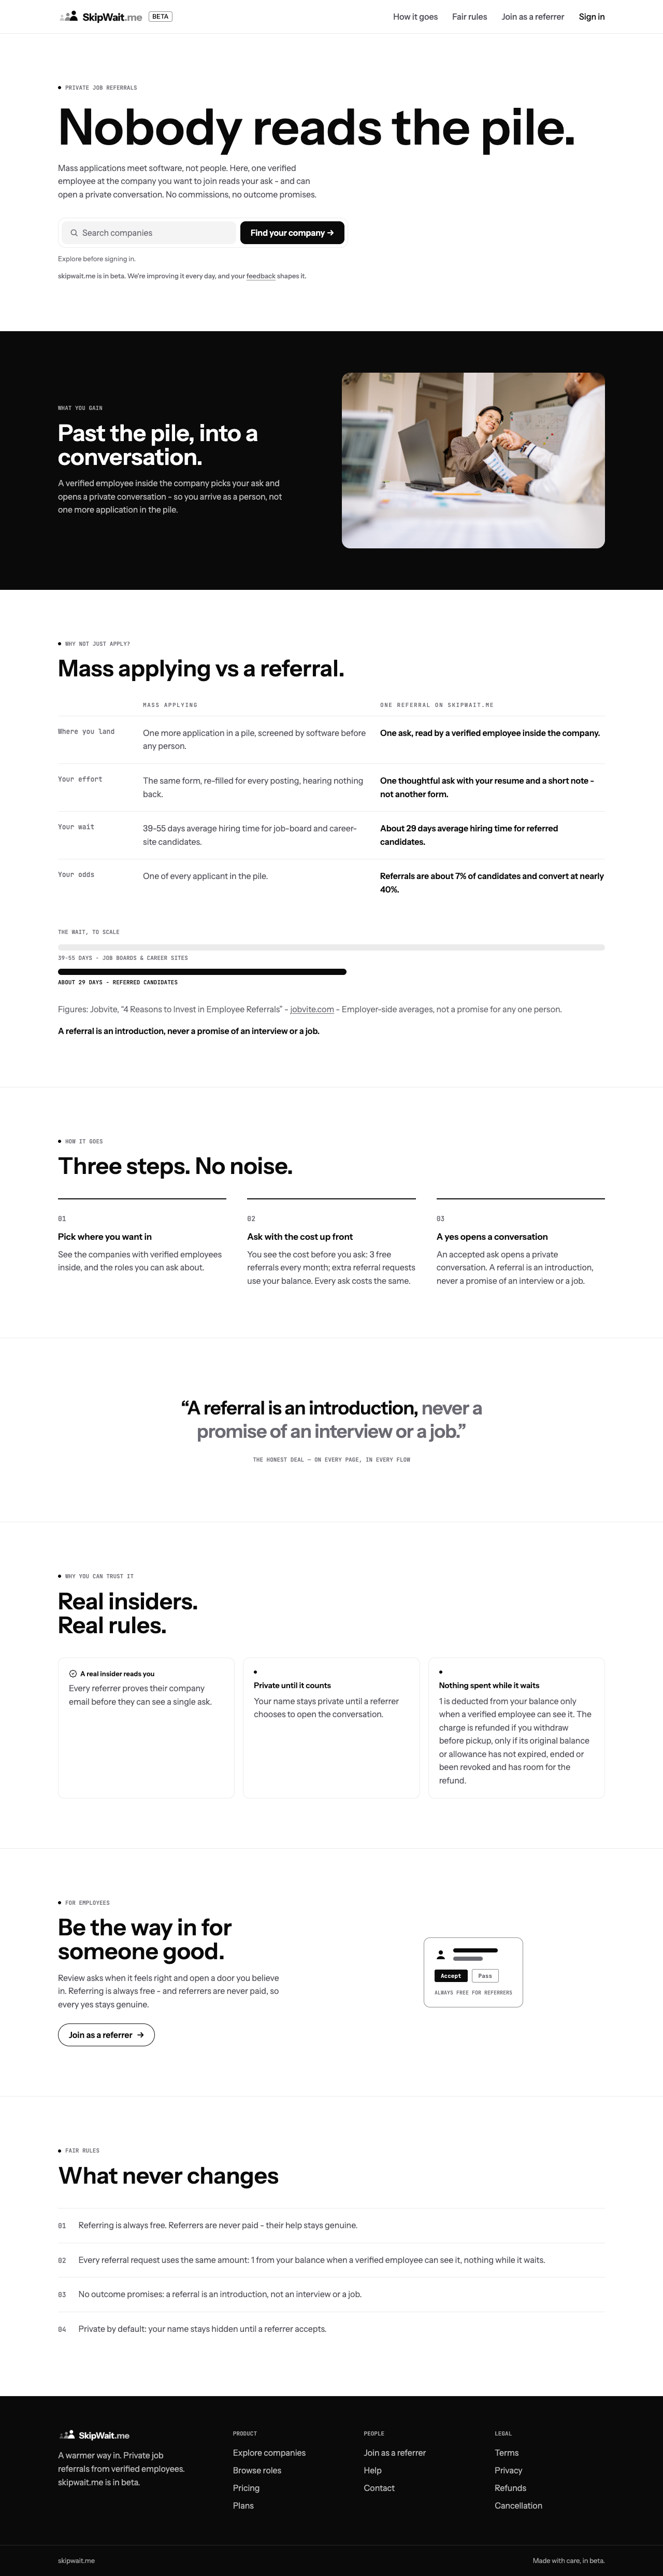 SkipWait.me BETA
How it goes Fair rules Join as a referrer Sign in
PRIVATE JOB REFERRALS
Nobody reads the pile.
Mass applications meet software, not people. Here, one verified
employee at the company you want to join reads your ask - and can
open a private conversation. No commissions, no outcome promises.
Search companies
Find your company →
Explore before signing in.
skipwait.me is in beta. We're improving it every day, and your feedback shapes it.
WHAT YOU GAIN
Past the pile, into a
conversation.
A verified employee inside the company picks your ask and
opens a private conversation - so you arrive as a person, not
one more application in the pile.
WHY NOT JUST APPLY?
Mass applying vs a referral.
MASS APPLYING
ONE REFERRAL ON SKIPWAIT.ME
Where you land
One more application in a pile, screened by software before
any person.
One ask, read by a verified employee inside the company.
Your effort
The same form, re-filled for every posting, hearing nothing
back.
One thoughtful ask with your resume and a short note -
not another form.
Your wait
39-55 days average hiring time for job-board and career-
site candidates.
About 29 days average hiring time for referred
candidates.
Your odds
One of every applicant in the pile.
Referrals are about 7% of candidates and convert at nearly
40%.
THE WAIT, TO SCALE
39-55 DAYS - JOB BOARDS & CAREER SITES
ABOUT 29 DAYS - REFERRED CANDIDATES
Figures: Jobvite, "4 Reasons to Invest in Employee Referrals" - jobvite.com - Employer-side averages, not a promise for any one person.
A referral is an introduction, never a promise of an interview or a job.
HOW IT GOES
Three steps. No noise.
01
Pick where you want in
See the companies with verified employees
inside, and the roles you can ask about.
02
Ask with the cost up front
You see the cost before you ask: 3 free
referrals every month; extra referral requests
use your balance. Every ask costs the same.
03
A yes opens a conversation
An accepted ask opens a private
conversation. A referral is an introduction,
never a promise of an interview or a job.
“A referral is an introduction, never a
promise of an interview or a job.”
THE HONEST DEAL — ON EVERY PAGE, IN EVERY FLOW
WHY YOU CAN TRUST IT
Real insiders.
Real rules.
A real insider reads you
Every referrer proves their company
email before they can see a single ask.
Private until it counts
Your name stays private until a referrer
chooses to open the conversation.
Nothing spent while it waits
1 is deducted from your balance only
when a verified employee can see it. The
charge is refunded if you withdraw
before pickup, only if its original balance
or allowance has not expired, ended or
been revoked and has room for the
refund.
FOR EMPLOYEES
Be the way in for
someone good.
Review asks when it feels right and open a door you believe
in. Referring is always free - and referrers are never paid, so
every yes stays genuine.
Join as a referrer →
Accept Pass
ALWAYS FREE FOR REFERRERS
FAIR RULES
What never changes
01 Referring is always free. Referrers are never paid - their help stays genuine.
02 Every referral request uses the same amount: 1 from your balance when a verified employee can see it, nothing while it waits.
03 No outcome promises: a referral is an introduction, not an interview or a job.
04 Private by default: your name stays hidden until a referrer accepts.
SkipWait.me
A warmer way in. Private job
referrals from verified employees.
skipwait.me is in beta.
PRODUCT
Explore companies
Browse roles
Pricing
Plans
PEOPLE
Join as a referrer
Help
Contact
LEGAL
Terms
Privacy
Refunds
Cancellation
skipwait.me
Made with care, in beta.